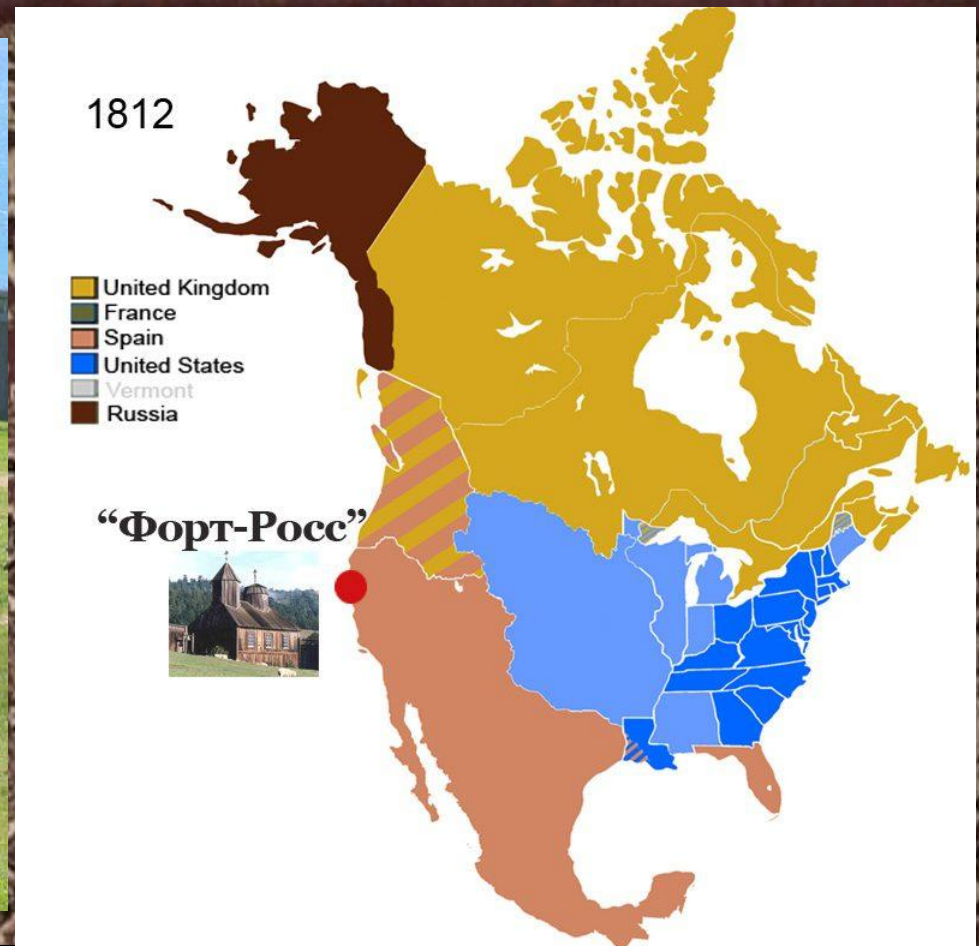 1812
United Kingdom
France
Spain
United States
Vermont
Russia
“Форт-Росс”